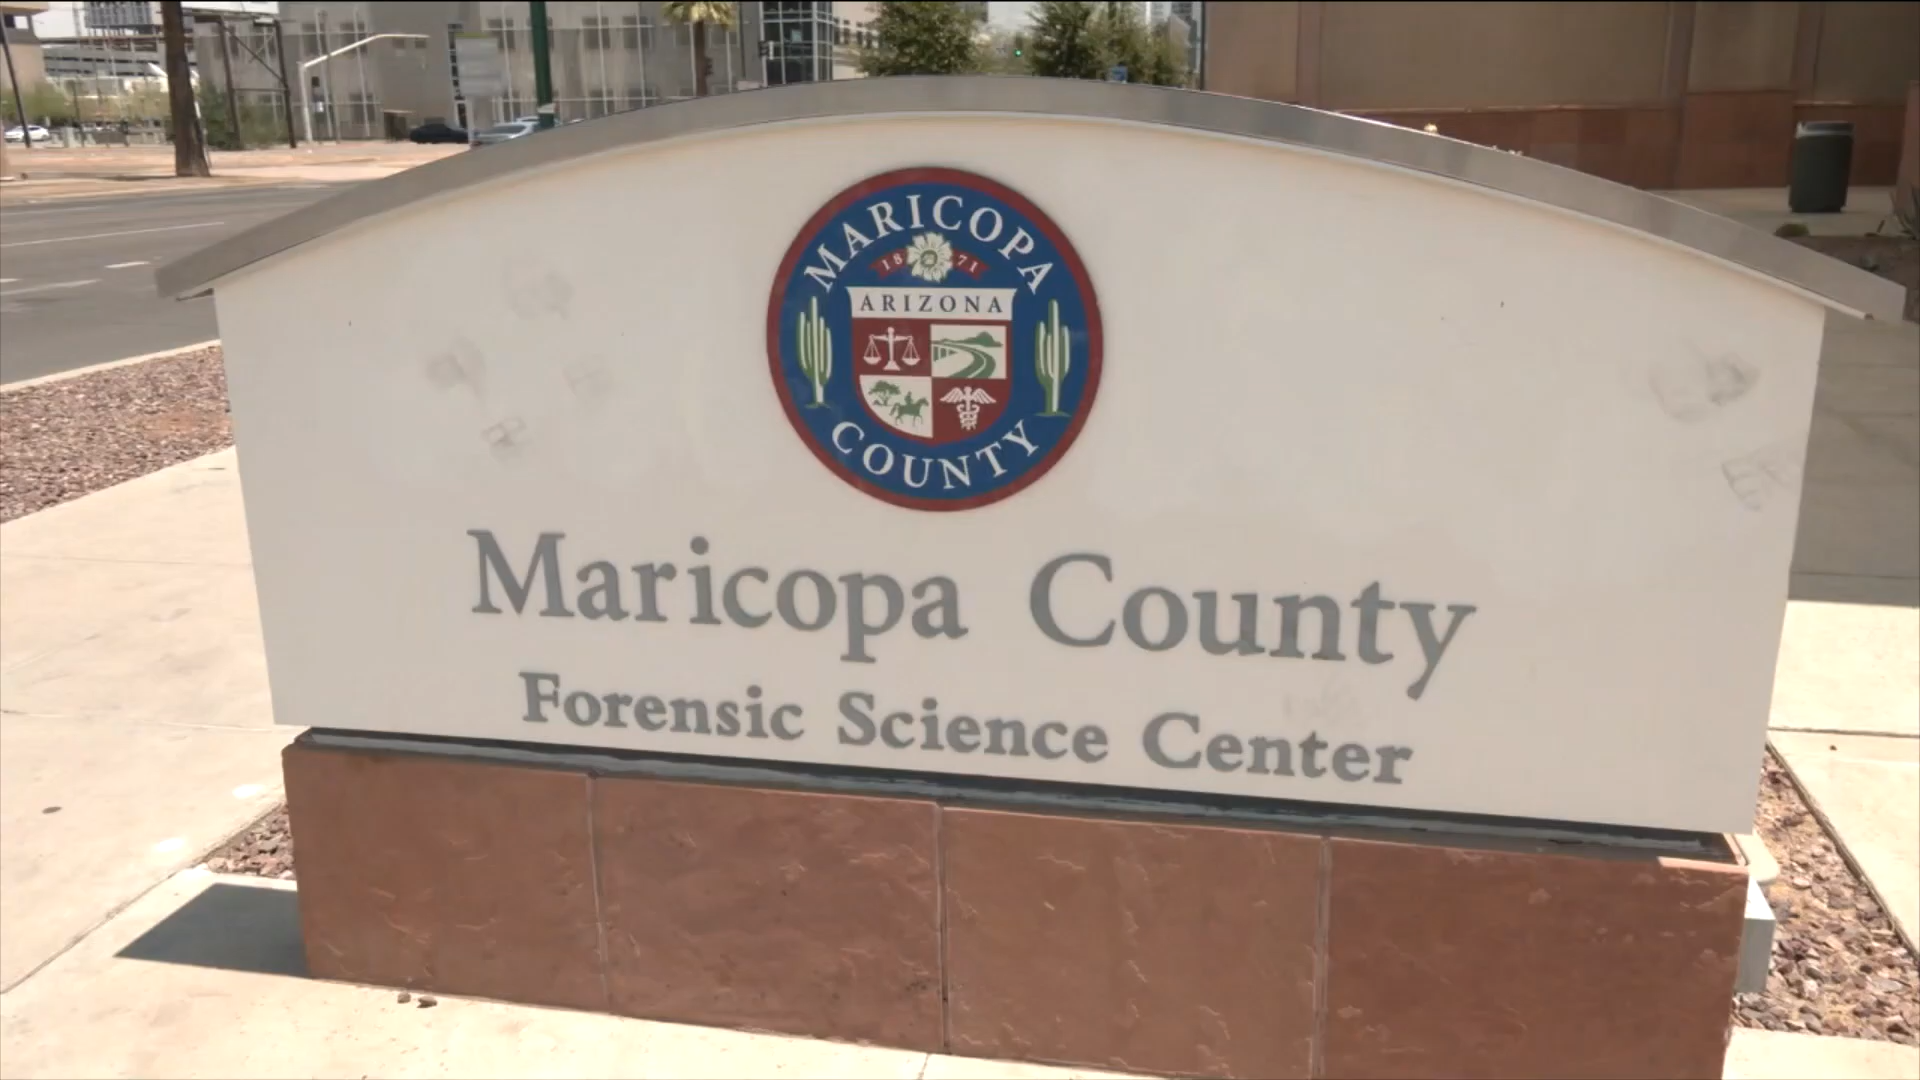 MARICOPA
18 71
ARIZONA
COUNTY
Maricopa County
Forensic Science Center